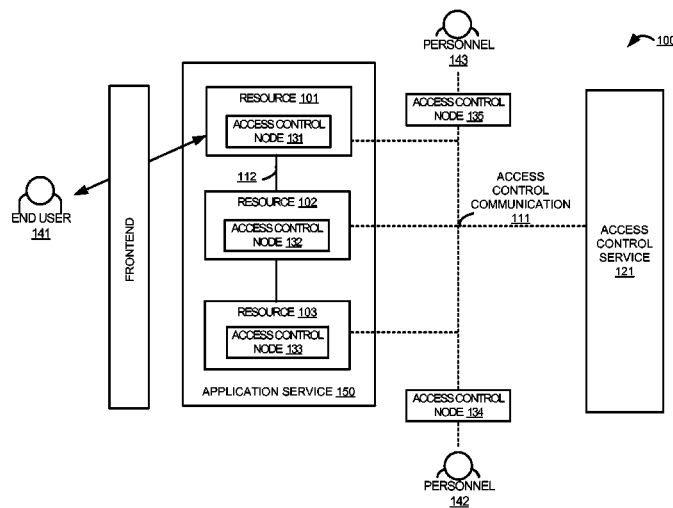 100
PERSONNEL
143
ACCESS CONTROL
NODE 135
RESOURCE 101
ACCESS CONTROL
NODE 131
112
RESOURCE 102
ACCESS CONTROL
NODE 132
RESOURCE 103
ACCESS CONTROL
NODE 133
APPLICATION SERVICE 150
END USER
141
FRONTEND
ACCESS
CONTROL
COMMUNICATION
111
ACCESS
CONTROL
SERVICE
121
ACCESS CONTROL
NODE 134
PERSONNEL
142